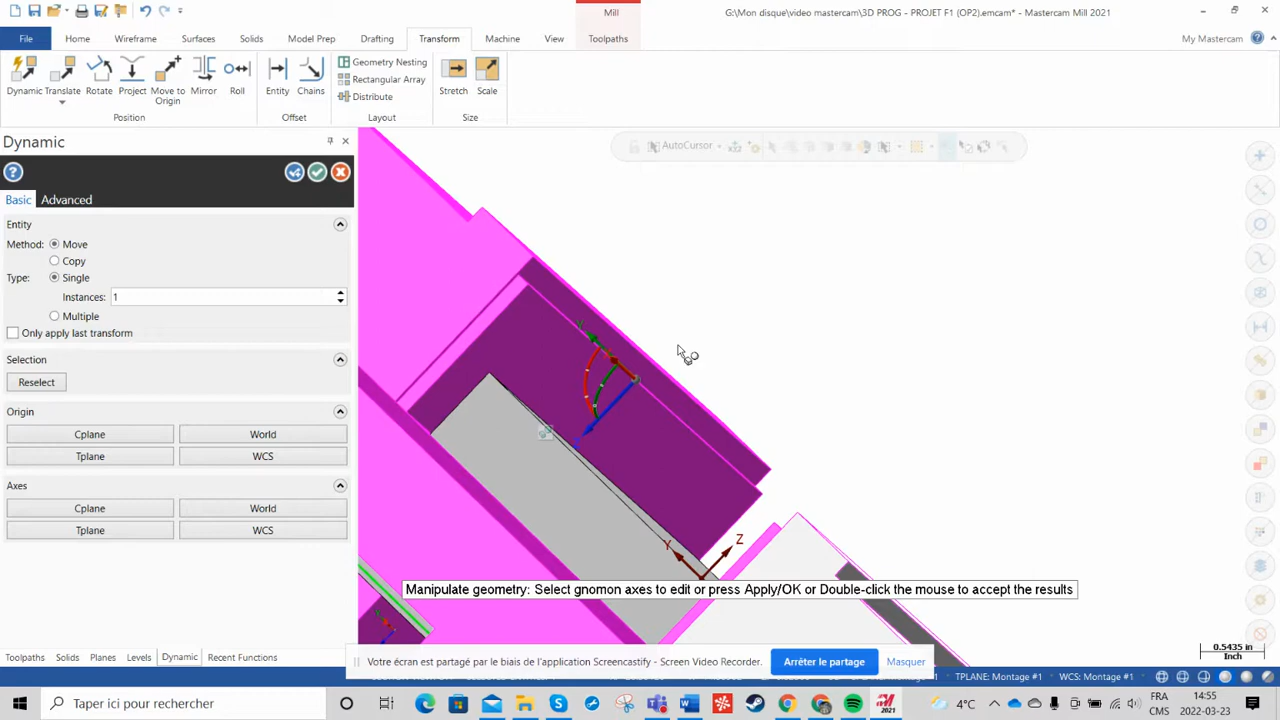 Mill
G:\Mon disque\video mastercam\3D PROG - PROJET F1 (OP2).emcam* - Mastercam Mill 2021
File
Home
Wireframe
Surfaces
Solids
Model Prep
Drafting
Transform
Machine
View
Toolpaths
My Mastercam
Dynamic
Translate
Rotate
Project
Move to Origin
Mirror
Roll
Entity
Chains
Geometry Nesting
Rectangular Array
Distribute
Stretch
Scale
Position
Offset
Layout
Size
Dynamic
AutoCursor
Basic
Advanced
Entity
Method:
Move
Copy
Type:
Single
Instances:
1
Multiple
Only apply last transform
Selection
Reselect
Origin
Cplane
World
Tplane
WCS
Axes
Cplane
World
Tplane
WCS
Y
Z
Manipulate geometry: Select gnomon axes to edit or press Apply/OK or Double-click the mouse to accept the results
0.5435 in
Inch
Toolpaths
Solids
Planes
Levels
Dynamic
Recent Functions
Votre écran est partagé par le biais de l'application Screencastify - Screen Video Recorder.
Arrêter le partage
Masquer
TPLANE: Montage #1
WCS: Montage #1
Taper ici pour rechercher
4°C
FRA
CMS
14:55
2022-03-23